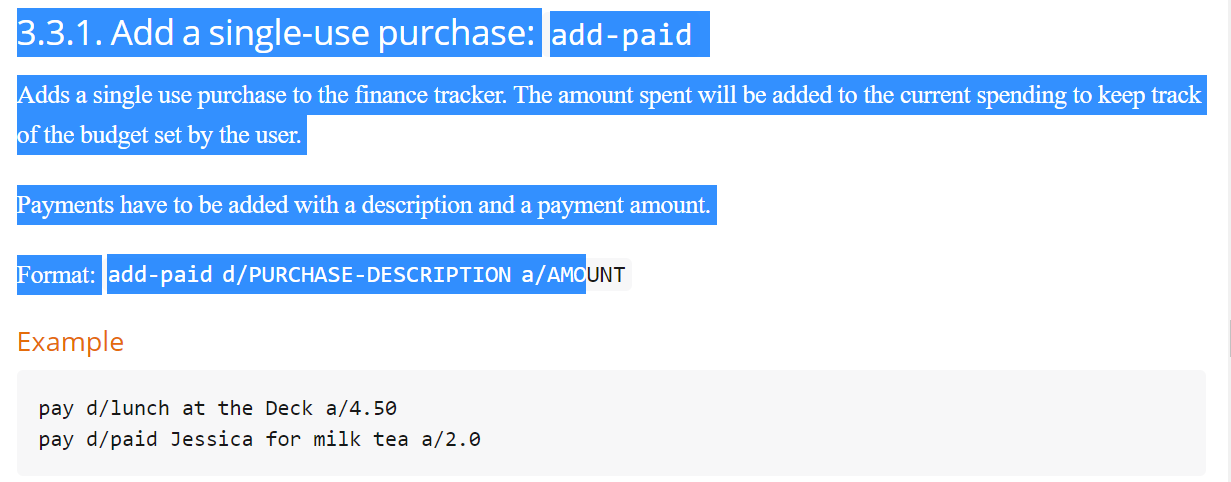 3.3.1. Add a single-use purchase: add-paid
Adds a single use purchase to the finance tracker. The amount spent will be added to the current spending to keep track
of the budget set by the user.
Payments have to be added with a description and a payment amount.
Format: add-paid d/PURCHASE-DESCRIPTION a/AMOUNT
Example
pay d/lunch at the Deck a/4.50
pay d/paid Jessica for milk tea a/2.0